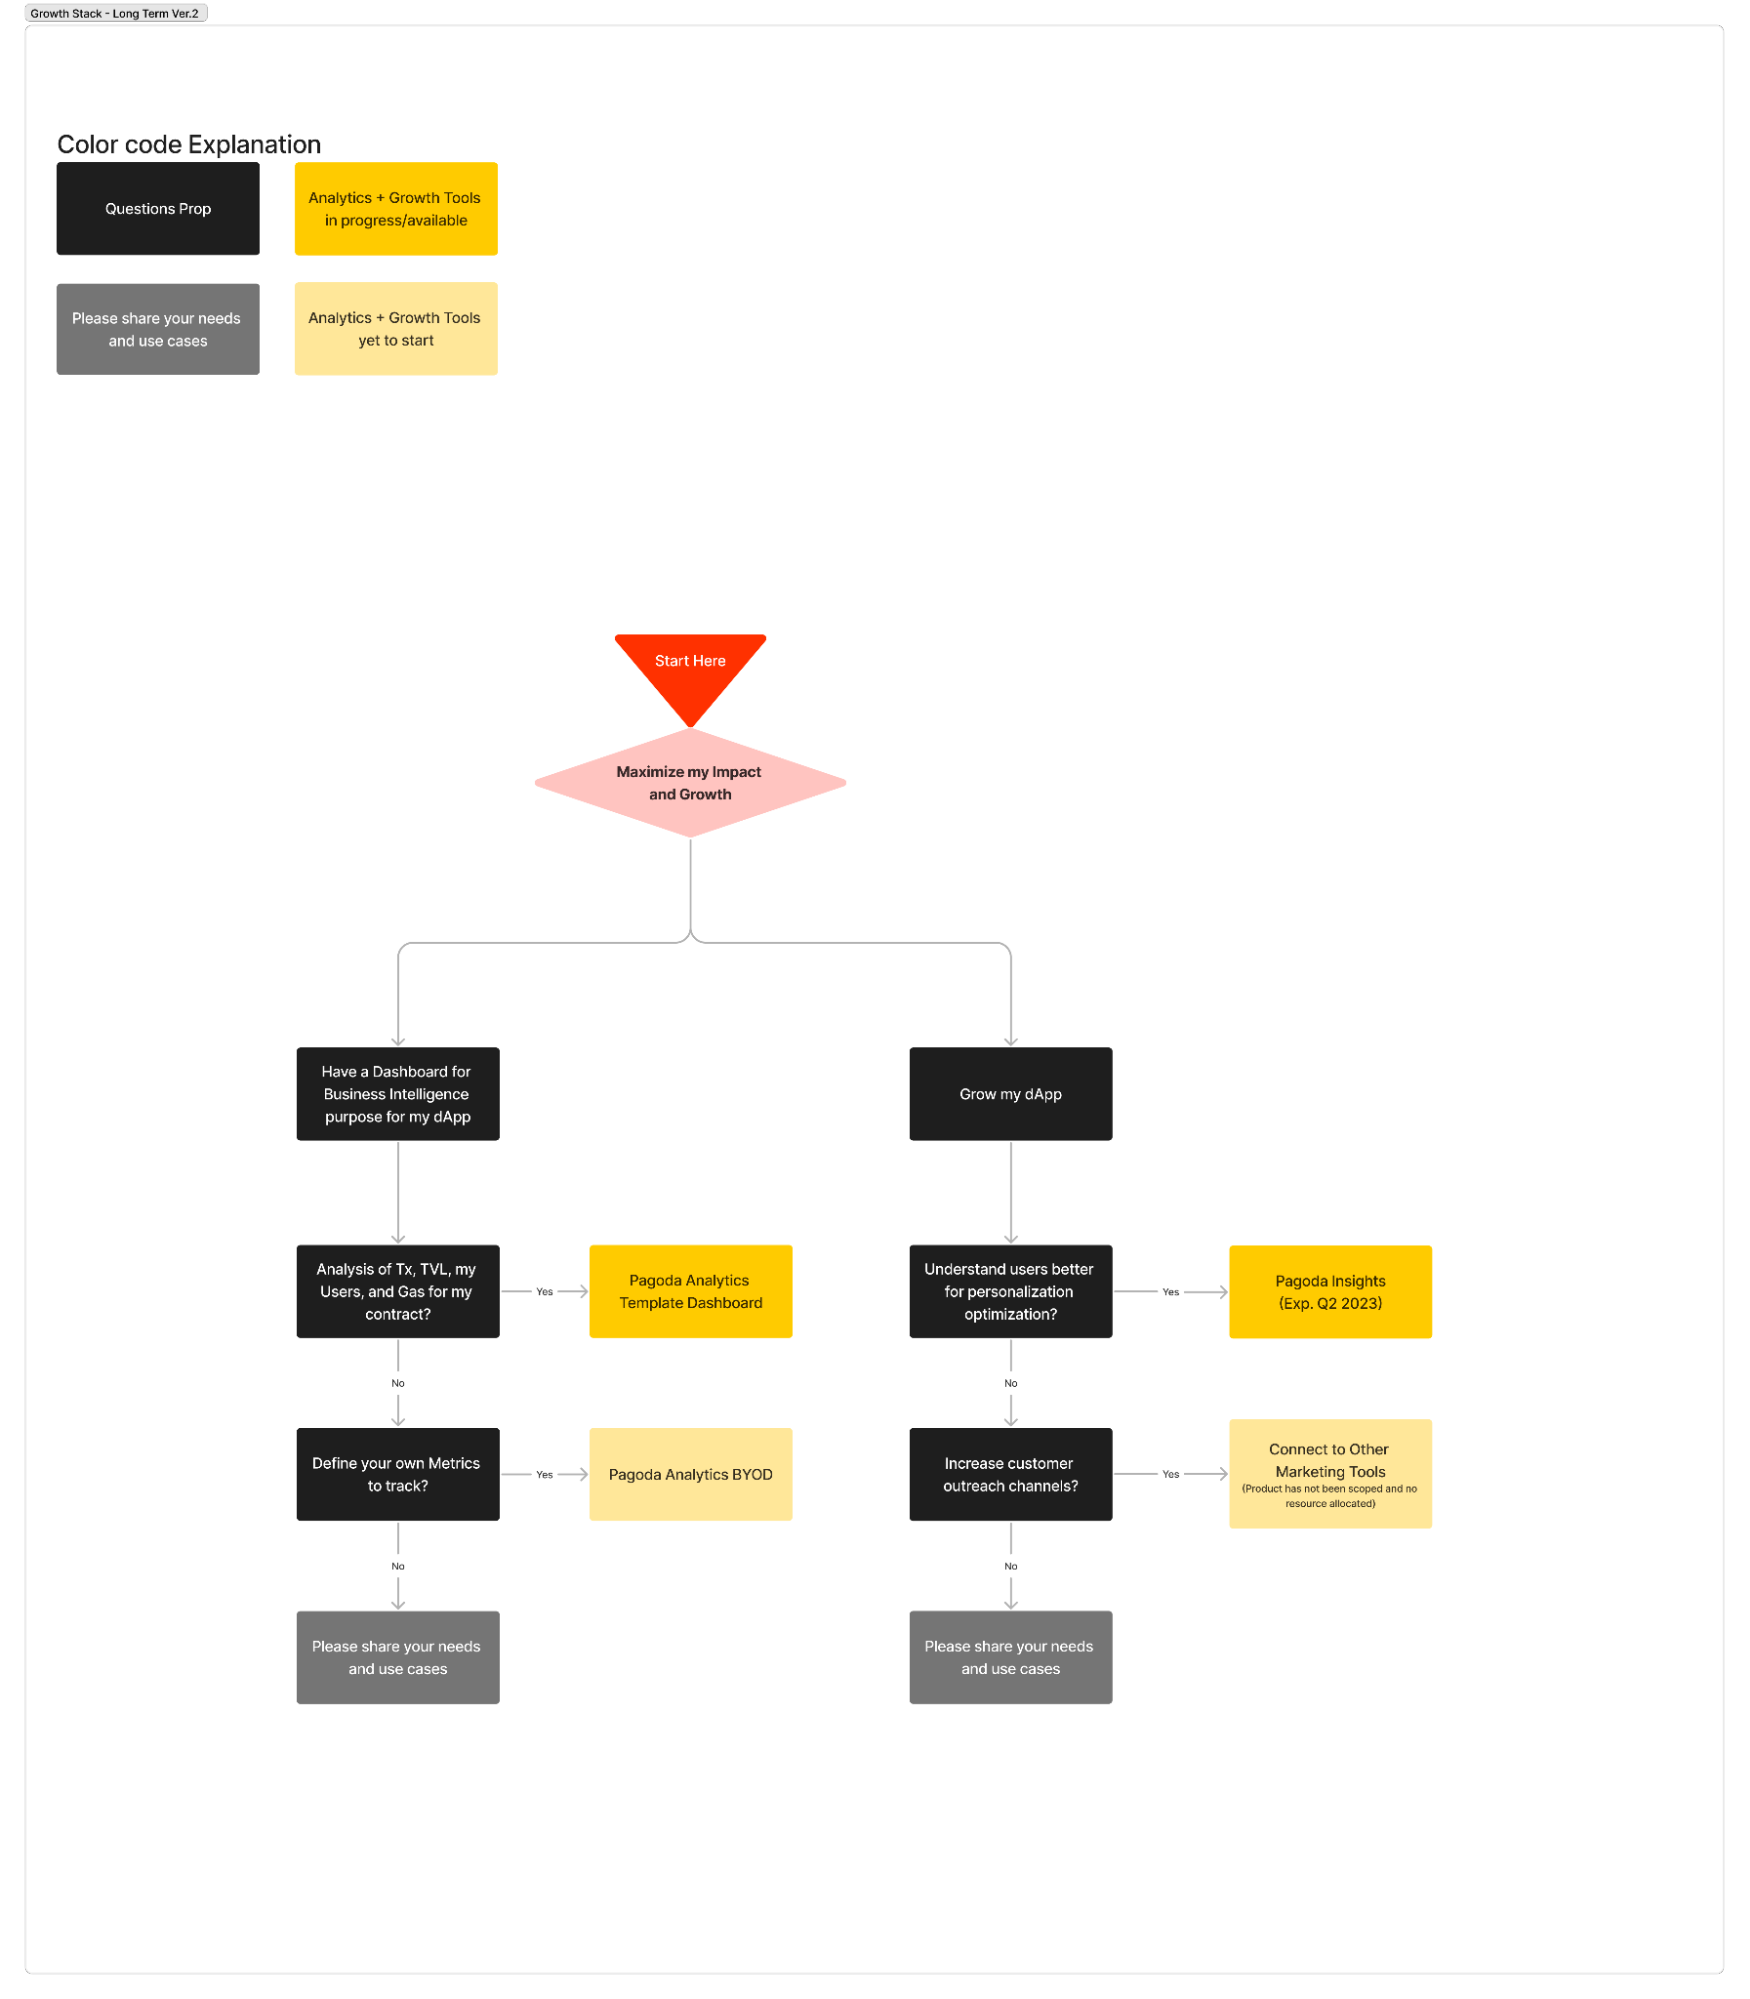 Growth Stack - Long Term Ver.2
Color code Explanation
Questions Prop
Analytics + Growth Tools
in progress/available
Please share your needs
and use cases
Analytics + Growth Tools
yet to start
Start Here
Maximize my Impact
and Growth
Have a Dashboard for
Business Intelligence
purpose for my dApp
Grow my dApp
Analysis of Tx, TVL, my
Users, and Gas for my
contract?
Yes
Pagoda Analytics
Template Dashboard
Understand users better
for personalization
optimization?
Yes
Pagoda Insights
(Exp. Q2 2023)
No
No
Define your own Metrics
to track?
Yes
Pagoda Analytics BYOD
Increase customer
outreach channels?
Yes
Connect to Other
Marketing Tools
(Product has not been scoped and no
resource allocated)
No
No
Please share your needs
and use cases
Please share your needs
and use cases